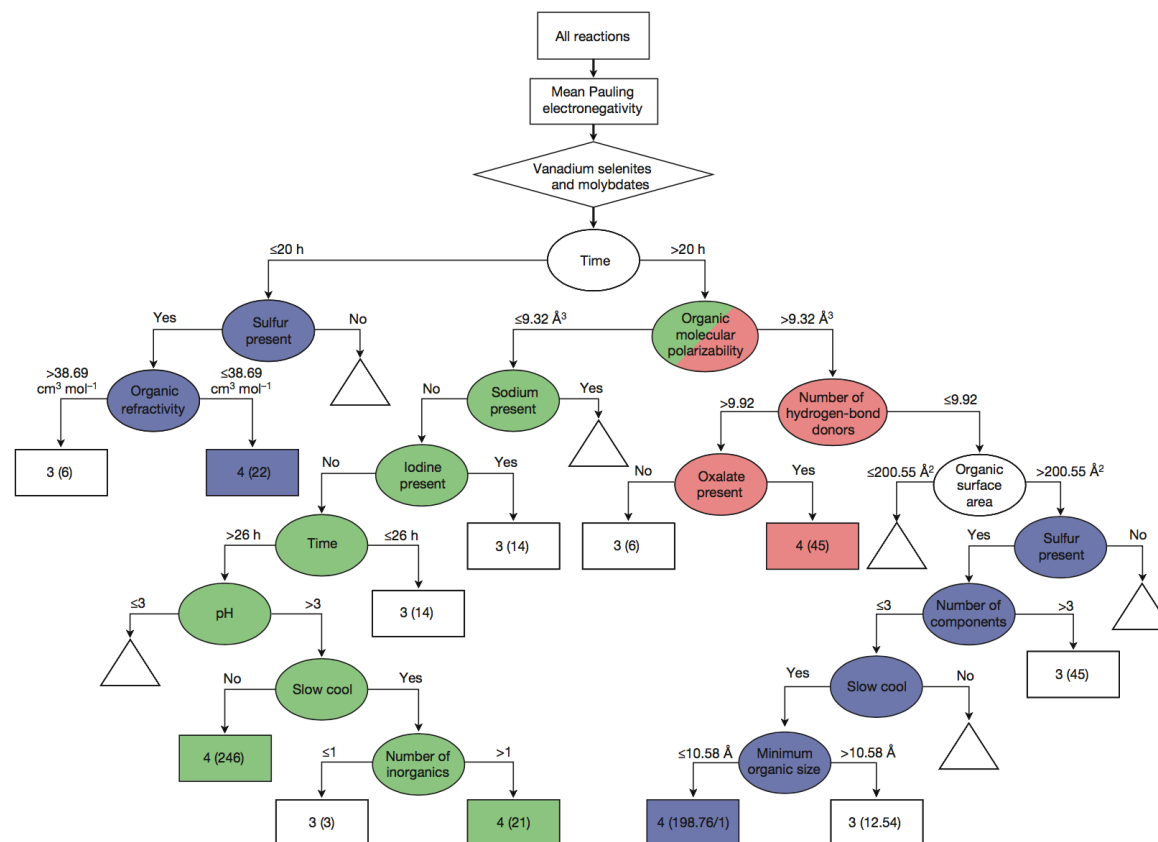 All reactions
Mean Pauling
electronegativity
Vanadium selenites
and molybdates
≤20 h
Time
>20 h
Yes
Sulfur
present
No
≤9.32 Å³
Organic
molecular
polarizability
>9.32 Å³
>38.69
cm³ mol⁻¹
Organic
refractivity
≤38.69
cm³ mol⁻¹
No
Sodium
present
Yes
>9.92
Number of
hydrogen-bond
donors
≤9.92
3 (6)
4 (22)
No
Iodine
present
Yes
No
Oxalate
present
Yes
≤200.55 Å²
Organic
surface
area
>200.55 Å²
>26 h
Time
≤26 h
3 (14)
3 (6)
4 (45)
Yes
Sulfur
present
No
≤3
pH
>3
3 (14)
≤3
Number of
components
>3
No
Slow cool
Yes
Yes
Slow cool
No
3 (45)
4 (246)
≤1
Number of
inorganics
>1
≤10.58 Å
Minimum
organic size
>10.58 Å
3 (3)
4 (21)
4 (198.76/1)
3 (12.54)